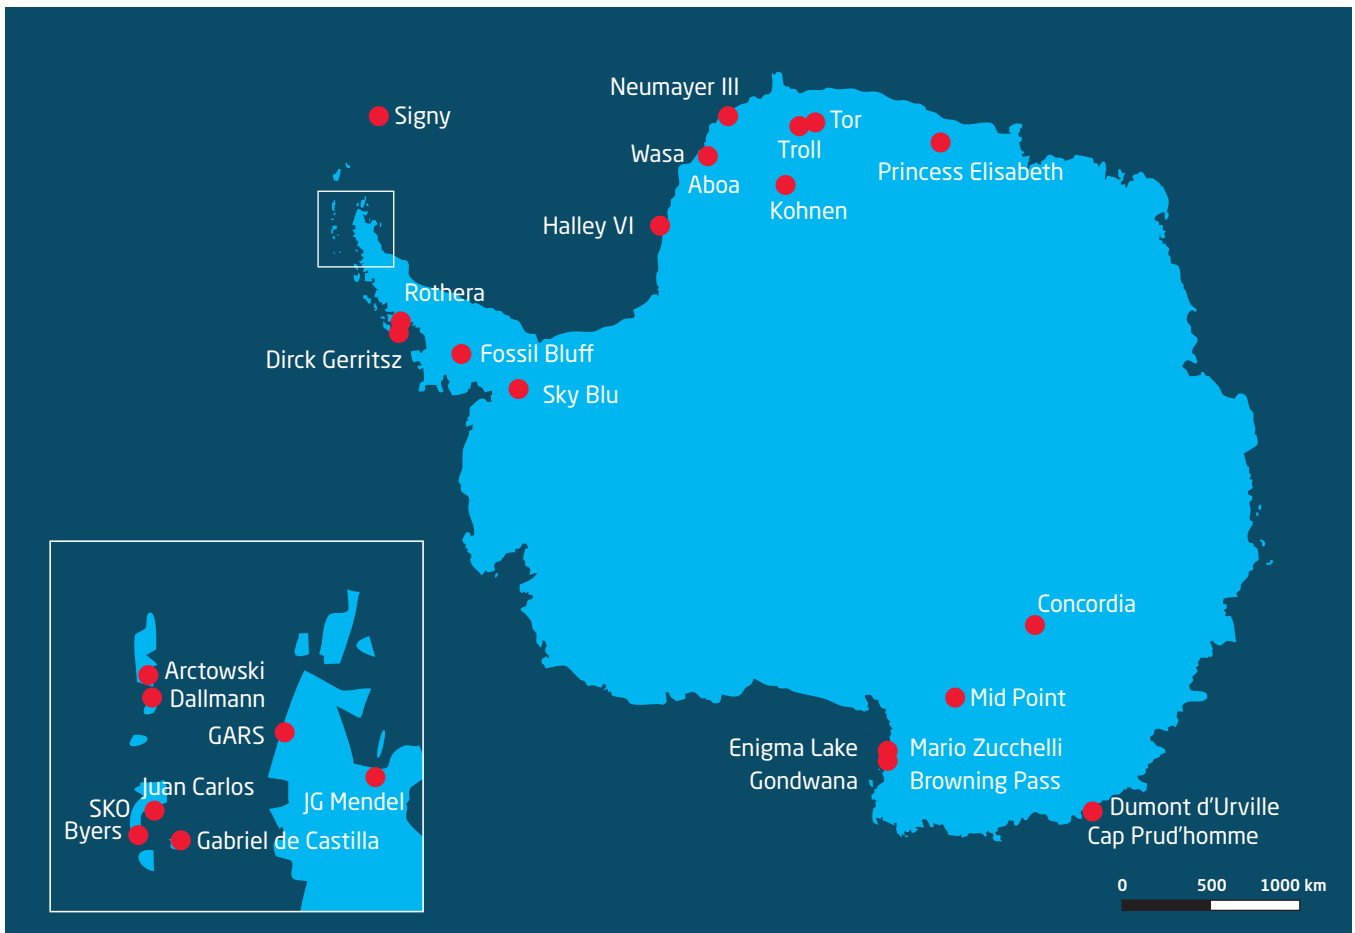 Neumayer III
Signy
Tor
Troll
Wasa
Princess Elisabeth
Aboa
Kohnen
Halley VI
Rothera
Dirck Gerritsz
Fossil Bluff
Sky Blu
Concordia
Arctowski
Dallmann
Mid Point
GARS
Enigma Lake
Mario Zucchelli
Gondwana
Browning Pass
Juan Carlos
JG Mendel
SKO
Byers
Gabriel de Castilla
Dumont d'Urville
Cap Prud'homme
0 500 1000 km